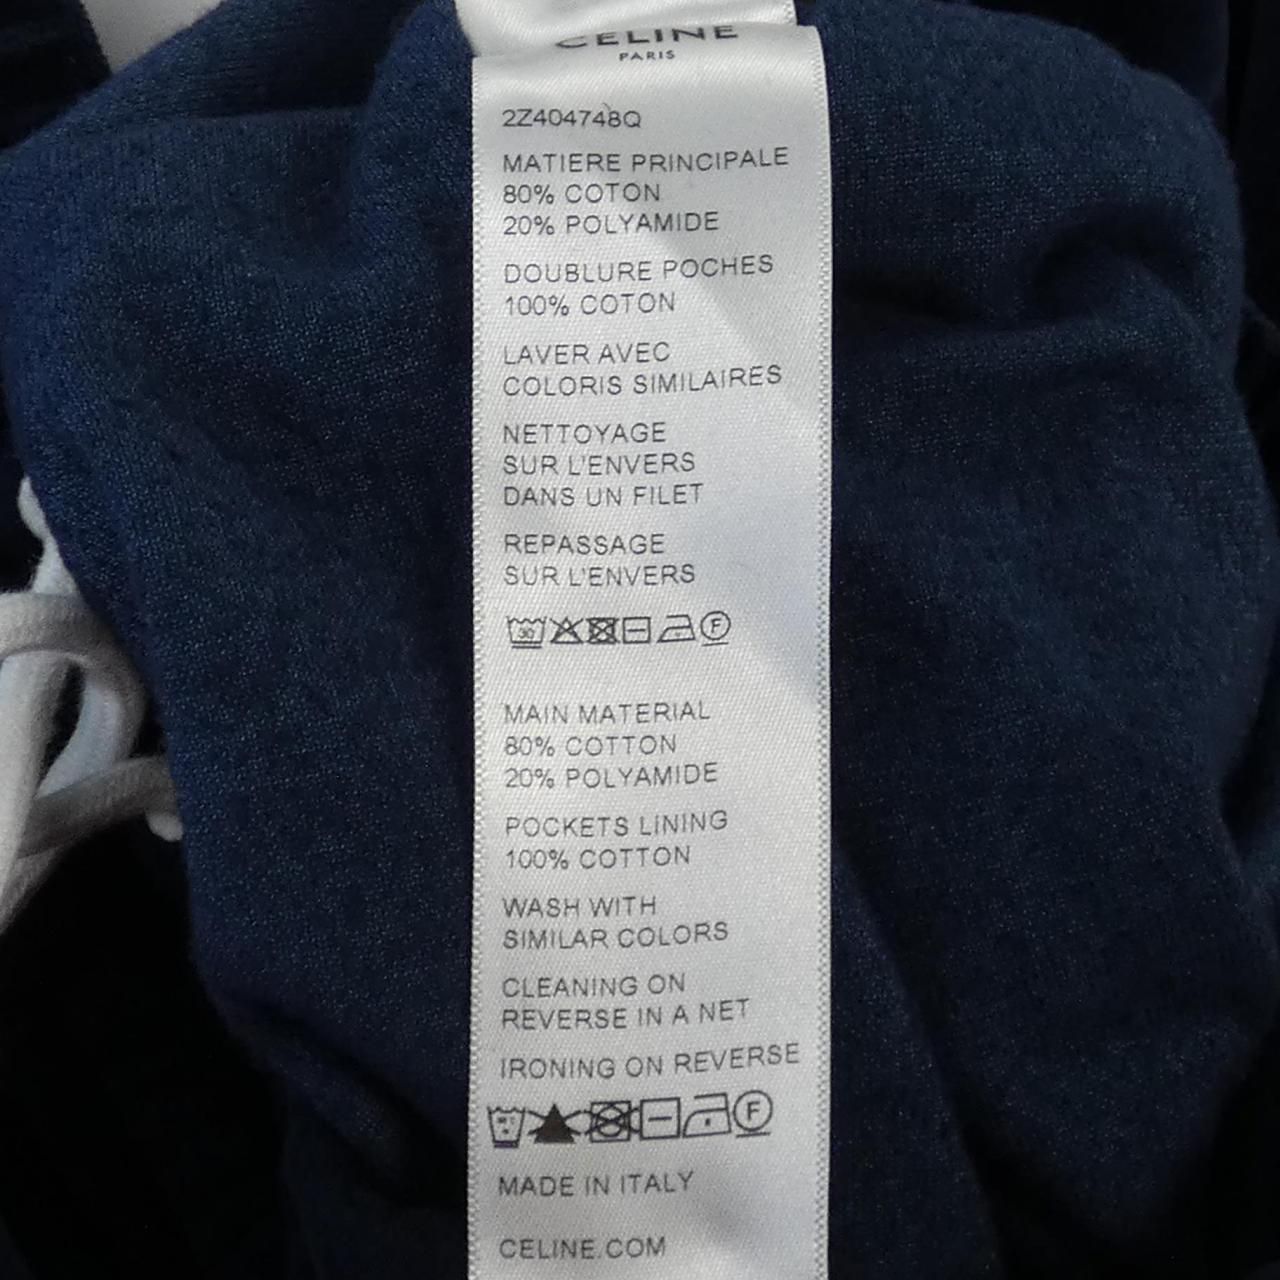 CELINE
PARIS
2Z404748Q
MATIERE PRINCIPALE
80% COTON
20% POLYAMIDE
DOUBLURE POCHES
100% COTON
LAVER AVEC
COLORIS SIMILAIRES
NETTOYAGE
SUR L'ENVERS
DANS UN FILET
REPASSAGE
SUR L'ENVERS
30 F
MAIN MATERIAL
80% COTTON
20% POLYAMIDE
POCKETS LINING
100% COTTON
WASH WITH
SIMILAR COLORS
CLEANING ON
REVERSE IN A NET
IRONING ON REVERSE
F
MADE IN ITALY
CELINE.COM